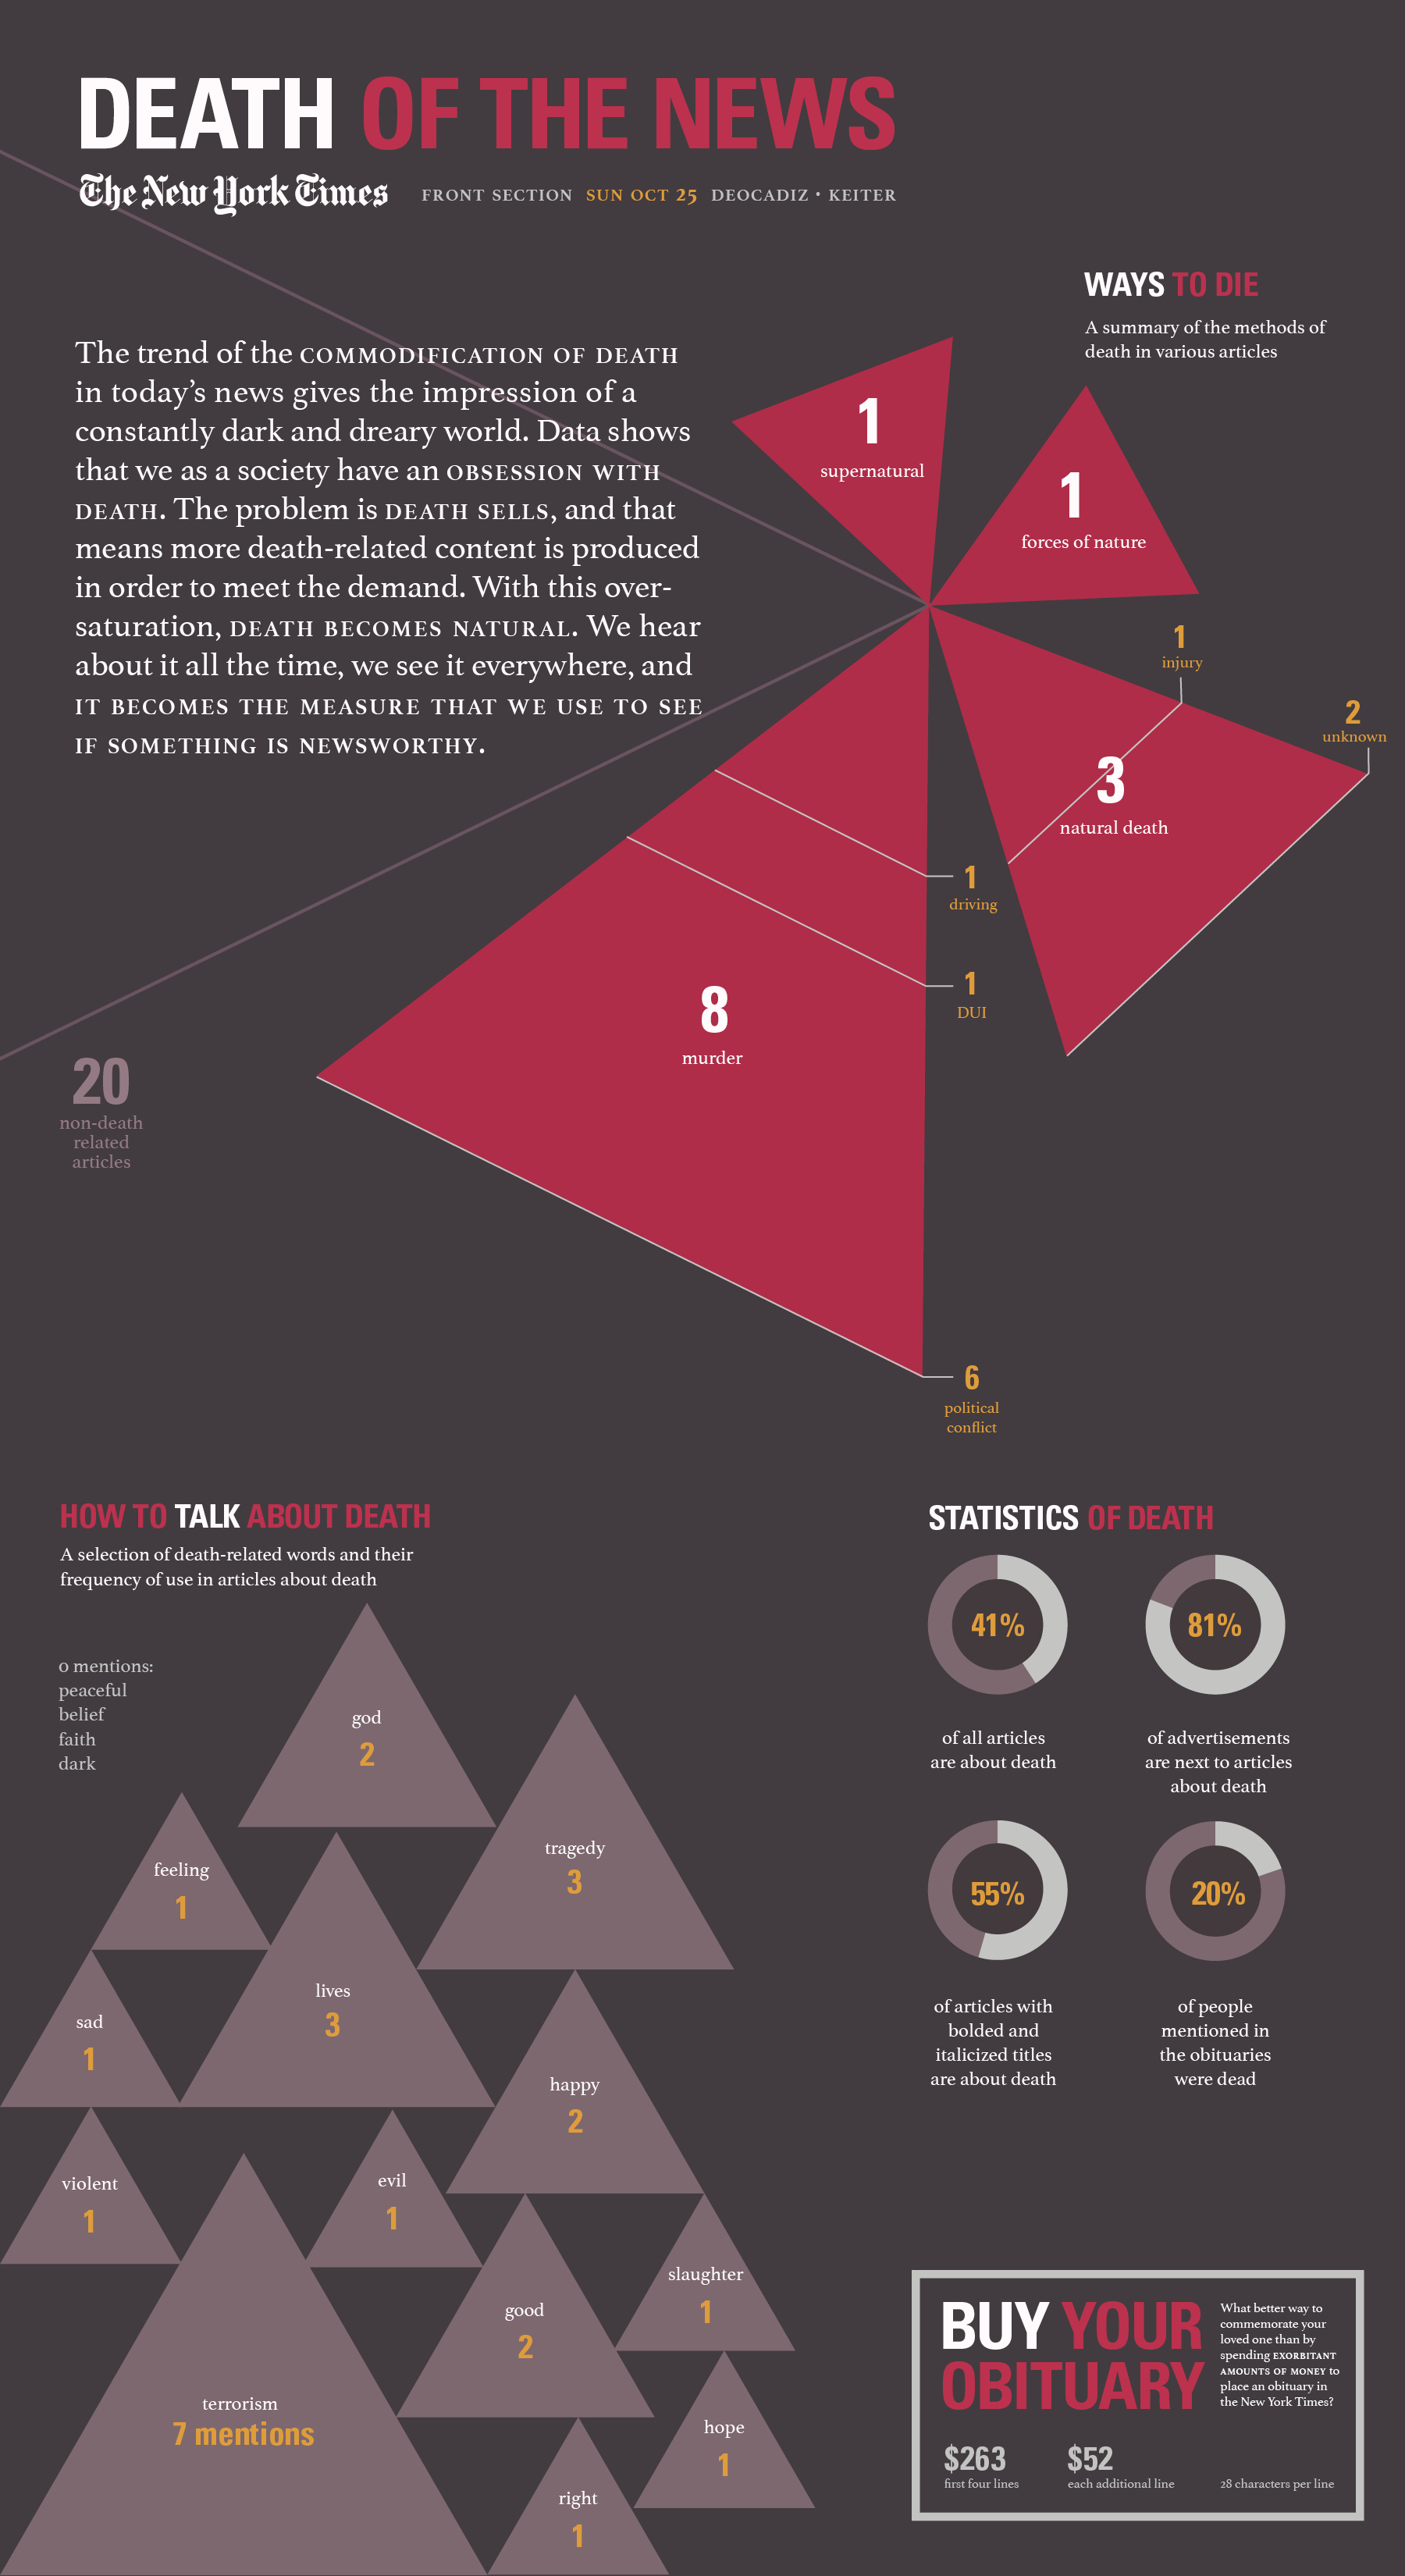 DEATH OF THE NEWS
The New York Times FRONT SECTION SUN OCT 25 DEOCADIZ • KEITER
WAYS TO DIE
A summary of the methods of
death in various articles
The trend of the COMMODIFICATION OF DEATH
in today's news gives the impression of a
constantly dark and dreary world. Data shows
that we as a society have an OBSESSION WITH
DEATH. The problem is DEATH SELLS, and that
means more death-related content is produced
in order to meet the demand. With this over-
saturation, DEATH BECOMES NATURAL. We hear
about it all the time, we see it everywhere, and
IT BECOMES THE MEASURE THAT WE USE TO SEE
IF SOMETHING IS NEWSWORTHY.
1
supernatural
1
forces of nature
1
injury
2
unknown
3
natural death
1
driving
1
DUI
8
murder
20
non-death
related
articles
6
political
conflict
HOW TO TALK ABOUT DEATH
A selection of death-related words and their
frequency of use in articles about death
0 mentions:
peaceful
belief
faith
dark
god
2
tragedy
3
feeling
1
lives
3
sad
1
happy
2
violent
1
evil
1
slaughter
1
good
2
terrorism
7 mentions
hope
1
right
1
STATISTICS OF DEATH
41%
of all articles
are about death
81%
of advertisements
are next to articles
about death
55%
of articles with
bolded and
italicized titles
are about death
20%
of people
mentioned in
the obituaries
were dead
BUY YOUR
OBITUARY
What better way to
commemorate your
loved one than by
spending EXORBITANT
AMOUNTS OF MONEY to
place an obituary in
the New York Times?
$263
first four lines
$52
each additional line
28 characters per line